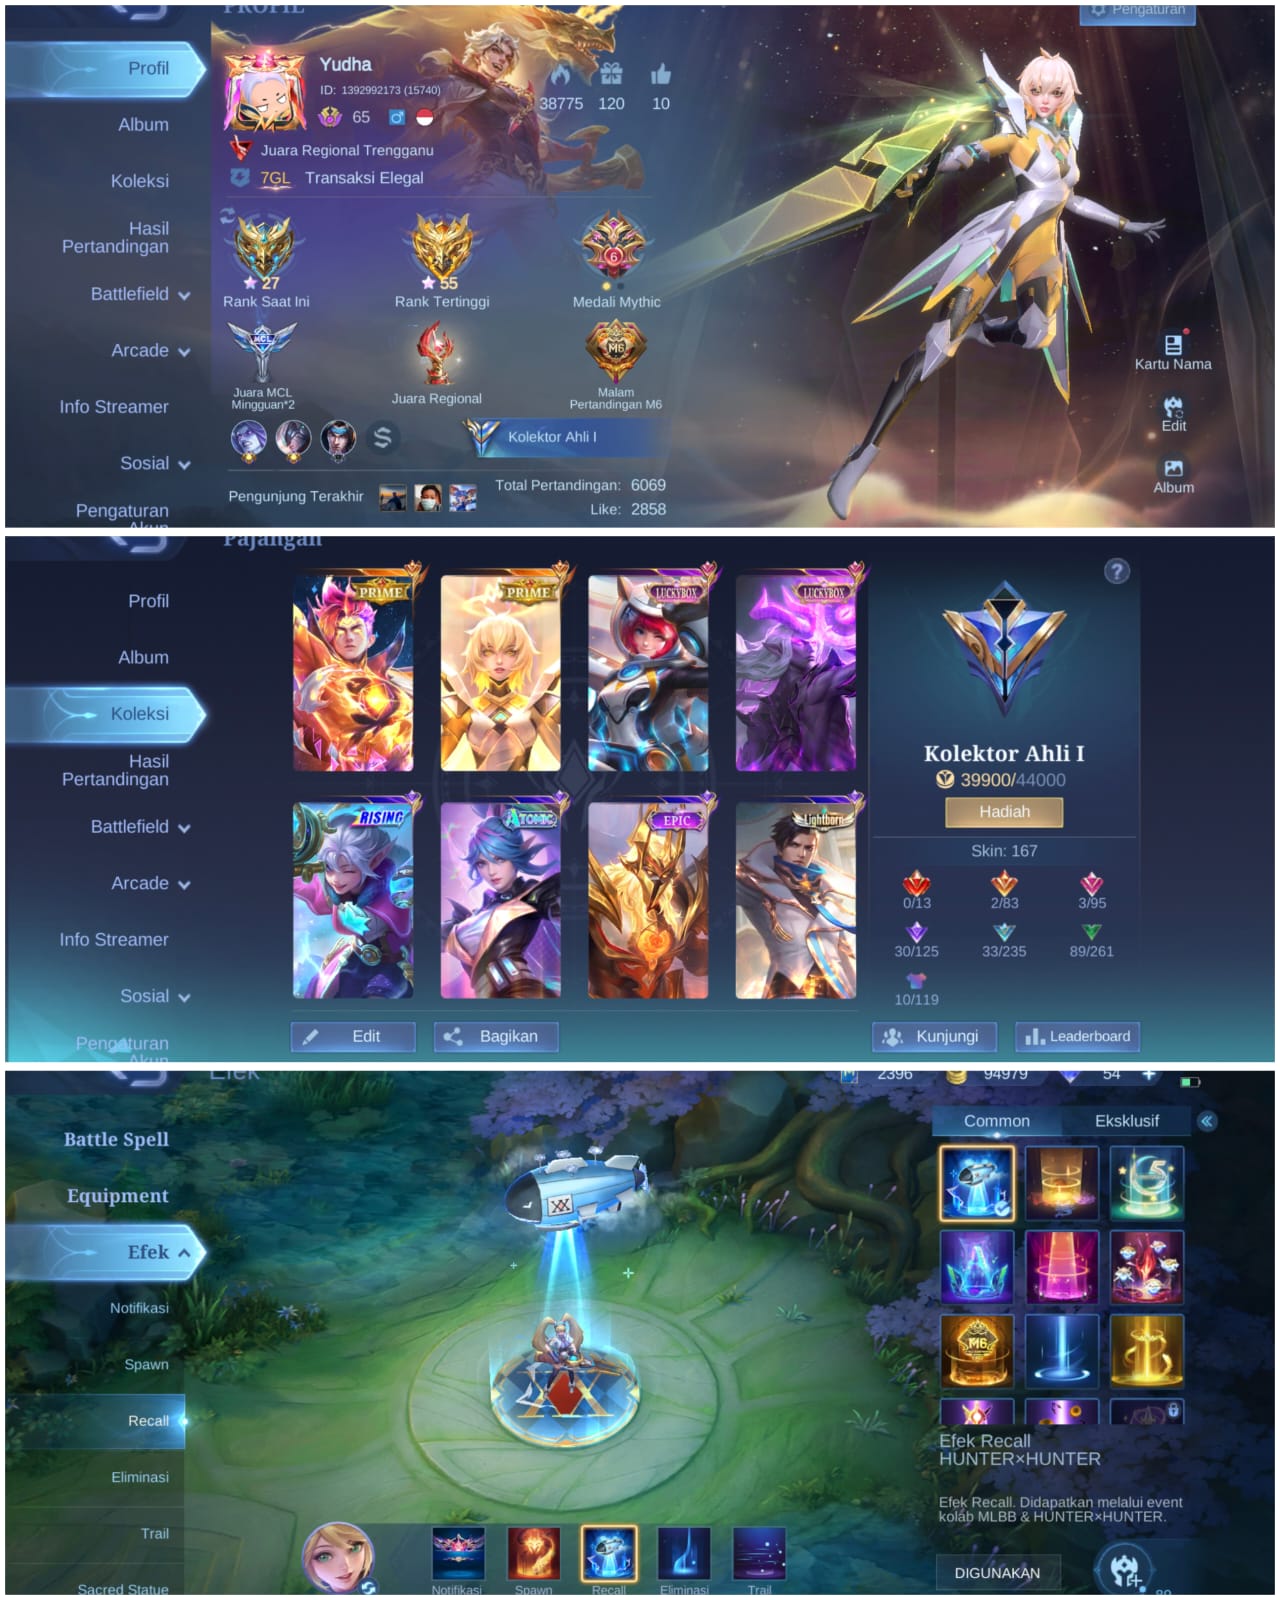 PROFIL
Pengaturan
Profil
Album
Koleksi
Hasil
Pertandingan
Battlefield
Arcade
Info Streamer
Sosial
Pengaturan
Akun
Yudha
ID: 1392992173 (15740)
65
38775
120
10
Juara Regional Trengganu
7GL Transaksi Elegal
27
Rank Saat Ini
55
Rank Tertinggi
6
Medali Mythic
MCL
Juara MCL
Mingguan*2
Juara Regional
M6
Malam
Pertandingan M6
Kolektor Ahli I
Pengunjung Terakhir
Total Pertandingan: 6069
Like: 2858
Kartu Nama
Edit
Album
Pajangan
Profil
Album
Koleksi
Hasil
Pertandingan
Battlefield
Arcade
Info Streamer
Sosial
Pengaturan
Akun
PRIME
PRIME
LUCKYBOX
LUCKYBOX
RISING
ATOMIC
EPIC
Lightborn
Edit
Bagikan
?
Kolektor Ahli I
39900/44000
Hadiah
Skin: 167
0/13
2/83
3/95
30/125
33/235
89/261
10/119
Kunjungi
Leaderboard
Efek
2396
94979
54
Battle Spell
Equipment
Efek
Notifikasi
Spawn
Recall
Eliminasi
Trail
Sacred Statue
XX
Common
Eksklusif
5
M6
Efek Recall
HUNTER×HUNTER
Efek Recall. Didapatkan melalui event
kolab MLBB & HUNTER×HUNTER.
DIGUNAKAN
Notifikasi
Spawn
Recall
Eliminasi
Trail